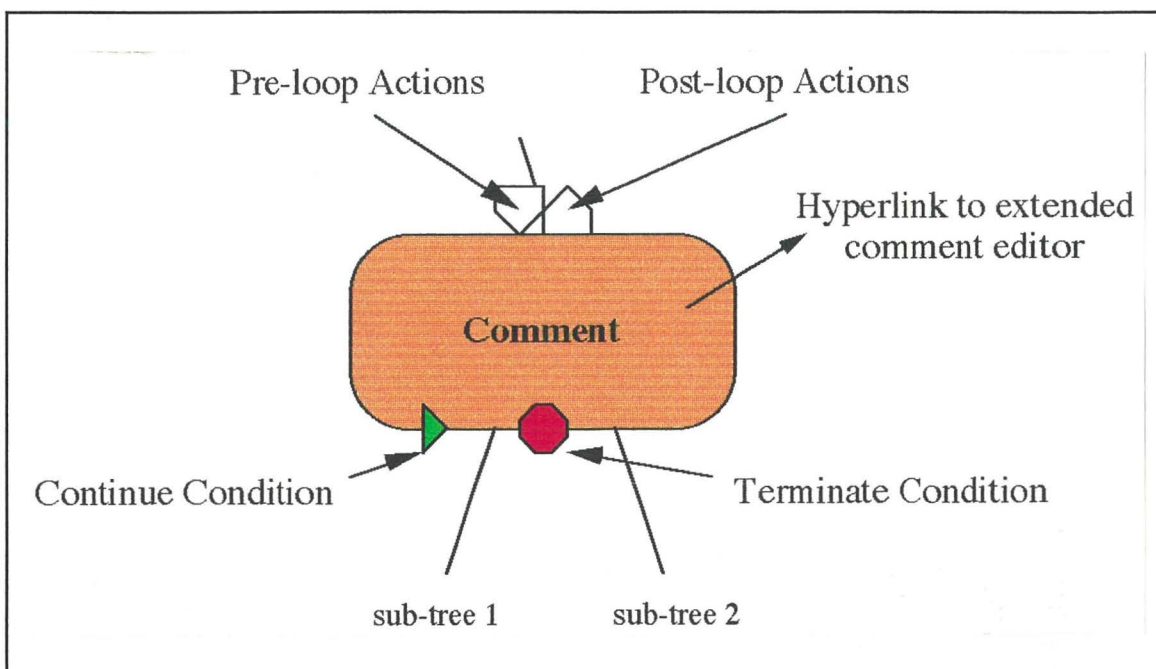 Pre-loop Actions
Post-loop Actions
Hyperlink to extended
comment editor
Comment
Continue Condition
Terminate Condition
sub-tree 1
sub-tree 2